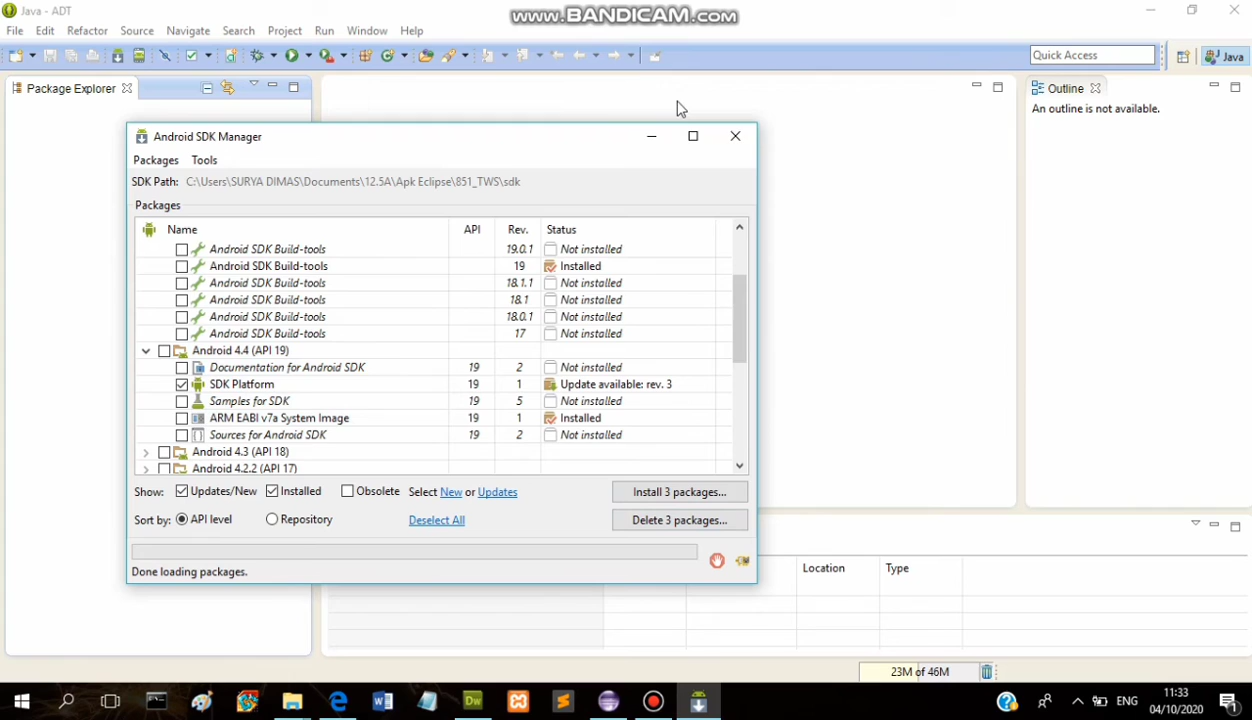 Java - ADT
WWW.BANDICAM.COM
File Edit Refactor Source Navigate Search Project Run Window Help
Quick Access
Java
Package Explorer
Outline
An outline is not available.
Android SDK Manager
Packages Tools
SDK Path: C:\Users\SURYA DIMAS\Documents\12.5A\Apk Eclipse\851_TWS\sdk
Packages
Name API Rev. Status
Android SDK Build-tools 19.0.1 Not installed
Android SDK Build-tools 19 Installed
Android SDK Build-tools 18.1.1 Not installed
Android SDK Build-tools 18.1 Not installed
Android SDK Build-tools 18.0.1 Not installed
Android SDK Build-tools 17 Not installed
Android 4.4 (API 19)
Documentation for Android SDK 19 2 Not installed
SDK Platform 19 1 Update available: rev. 3
Samples for SDK 19 5 Not installed
ARM EABI v7a System Image 19 1 Installed
Sources for Android SDK 19 2 Not installed
Android 4.3 (API 18)
Android 4.2.2 (API 17)
Show: Updates/New Installed Obsolete Select New or Updates Install 3 packages...
Sort by: API level Repository Deselect All Delete 3 packages...
Done loading packages.
Location Type
23M of 46M
ENG
11:33
04/10/2020